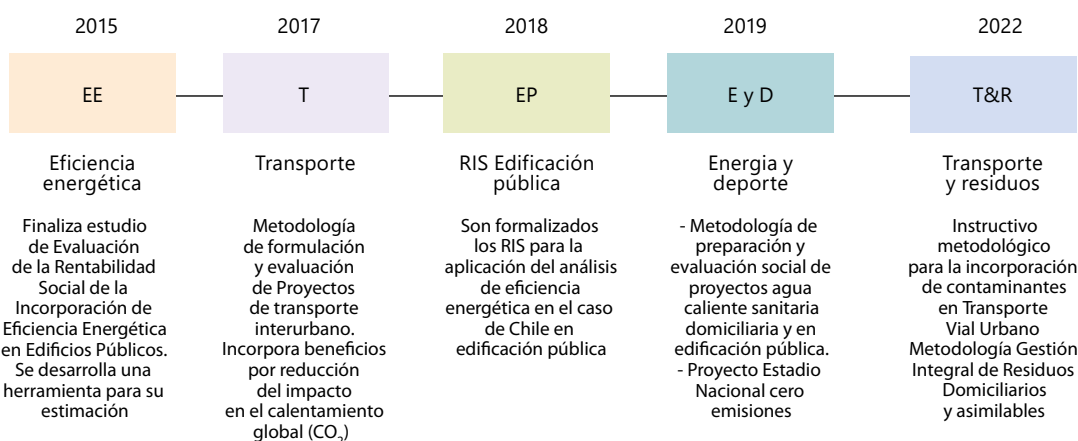 2015
EE
Eficiencia
energética
Finaliza estudio
de Evaluación
de la Rentabilidad
Social de la
Incorporación de
Eficiencia Energética
en Edificios Públicos.
Se desarrolla una
herramienta para su
estimación
2017
T
Transporte
Metodología
de formulación
y evaluación
de Proyectos
de transporte
interurbano.
Incorpora beneficios
por reducción
del impacto
en el calentamiento
global (CO₂)
2018
EP
RIS Edificación
pública
Son formalizados
los RIS para la
aplicación del análisis
de eficiencia
energética en el caso
de Chile en
edificación pública
2019
E y D
Energia y
deporte
- Metodología de
preparación y
evaluación social de
proyectos agua
caliente sanitaria
domiciliaria y en
edificación pública.
- Proyecto Estadio
Nacional cero
emisiones
2022
T&R
Transporte
y residuos
Instructivo
metodológico
para la incorporación
de contaminantes
en Transporte
Vial Urbano
Metodología Gestión
Integral de Residuos
Domiciliarios
y asimilables